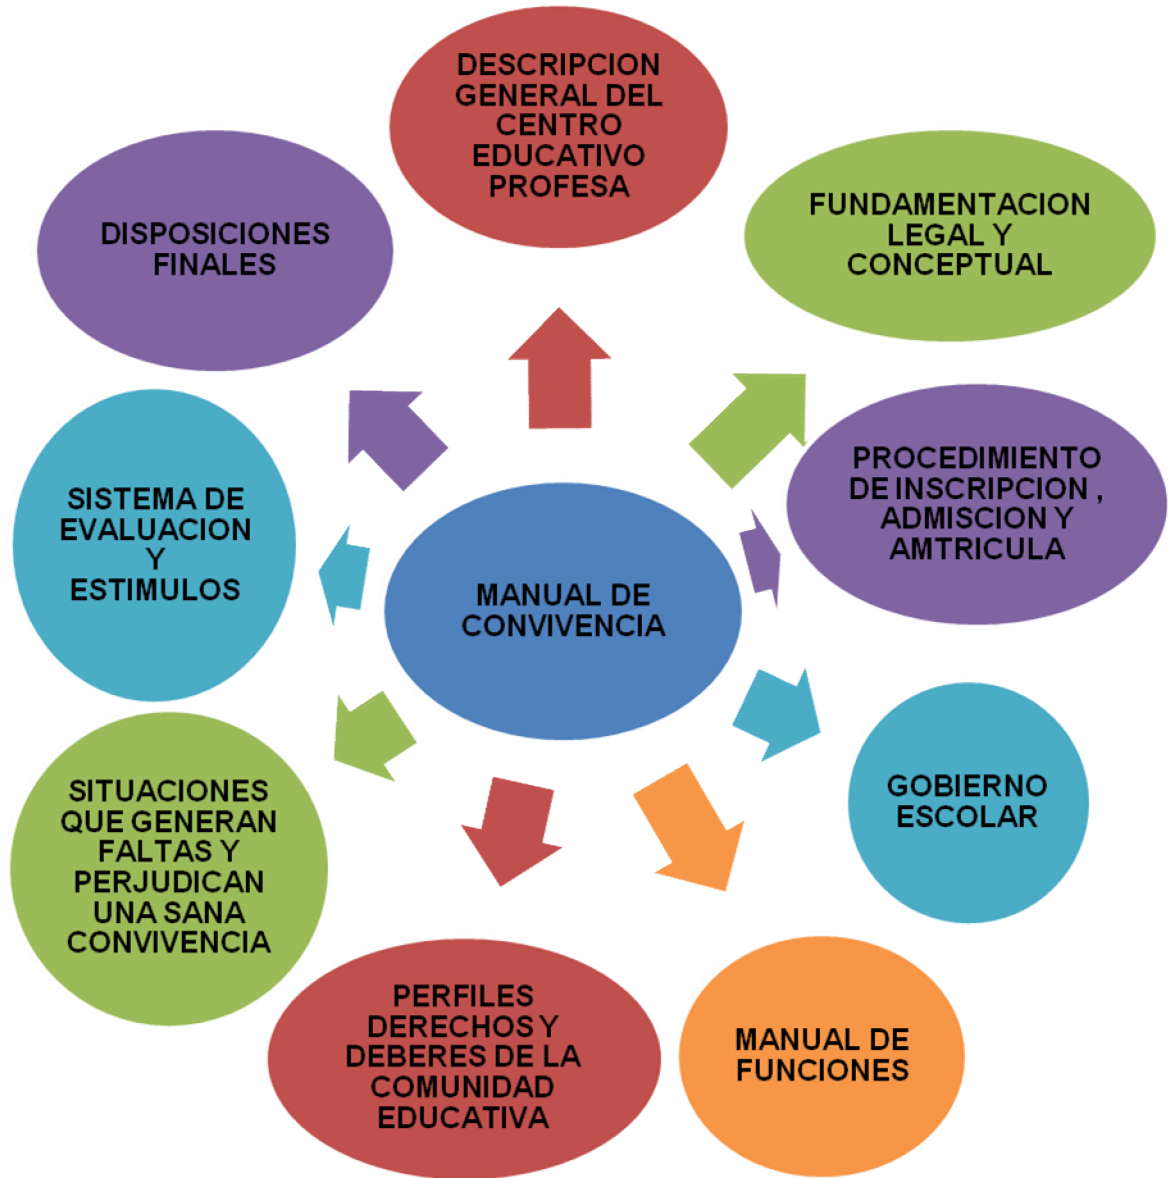 DESCRIPCION
GENERAL DEL
CENTRO
EDUCATIVO
PROFESA
FUNDAMENTACION
LEGAL Y
CONCEPTUAL
PROCEDIMIENTO
DE INSCRIPCION ,
ADMISCION Y
AMTRICULA
GOBIERNO
ESCOLAR
MANUAL DE
FUNCIONES
PERFILES
DERECHOS Y
DEBERES DE LA
COMUNIDAD
EDUCATIVA
SITUACIONES
QUE GENERAN
FALTAS Y
PERJUDICAN
UNA SANA
CONVIVENCIA
SISTEMA DE
EVALUACION
Y
ESTIMULOS
DISPOSICIONES
FINALES
MANUAL DE
CONVIVENCIA